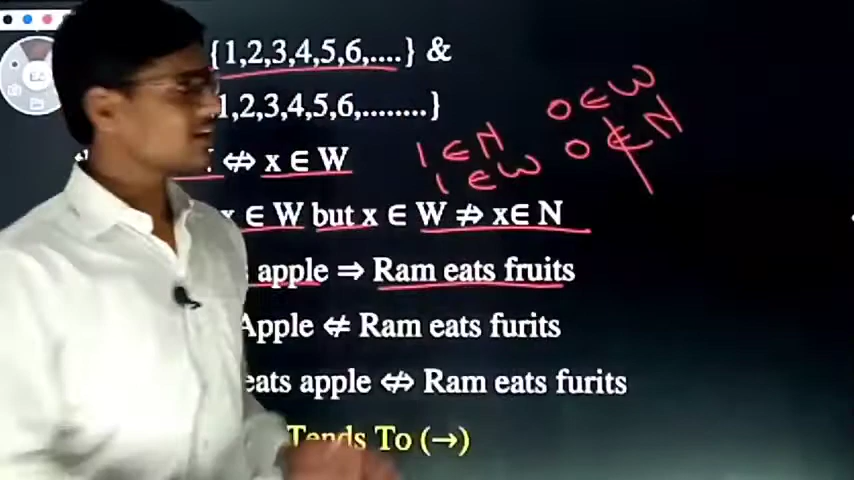 {1,2,3,4,5,6,....} &
1,2,3,4,5,6,........}
⇎ x ∈ W
x ∈ W but x ∈ W ⇏ x∈ N
apple ⇒ Ram eats fruits
Apple ⇍ Ram eats furits
eats apple ⇎ Ram eats furits
Tends To (→)
1 ∈ N
1 ∈ W
0 ∈ W
0 ∉ N